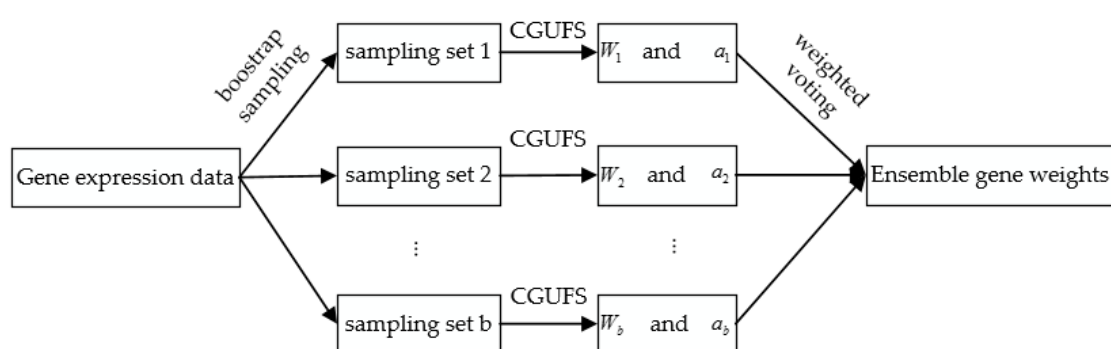 CGUFS
sampling set 1
W1 and a1
boostrap
sampling
weighted
voting
CGUFS
Gene expression data
sampling set 2
W2 and a2
Ensemble gene weights
⋮
⋮
CGUFS
sampling set b
Wb and ab